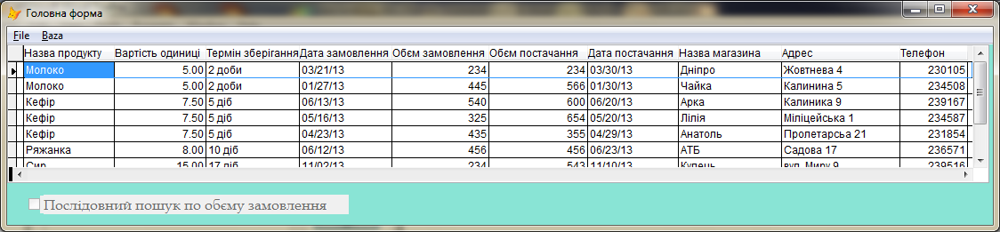 Головна форма
File Baza
Назва продукту Вартість одиниці Термін зберігання Дата замовлення Обєм замовлення Обєм постачання Дата постачання Назва магазина Адрес Телефон
Молоко 5.00 2 доби 03/21/13 234 234 03/30/13 Дніпро Жовтнева 4 230105
Молоко 5.00 2 доби 01/27/13 445 566 01/30/13 Чайка Калинина 5 234508
Кефір 7.50 5 діб 06/13/13 540 600 06/20/13 Арка Калиника 9 239167
Кефір 7.50 5 діб 05/16/13 325 654 05/20/13 Лілія Міліцейська 1 234587
Кефір 7.50 5 діб 04/23/13 435 355 04/29/13 Анатоль Пролетарсьа 21 231854
Ряжанка 8.00 10 діб 06/12/13 456 456 06/23/13 АТБ Садова 17 236571
Сир 15.00 17 діб 11/02/13 234 543 11/10/13 Купець вул. Миру 9 239516
Послідовний пошук по обєму замовлення